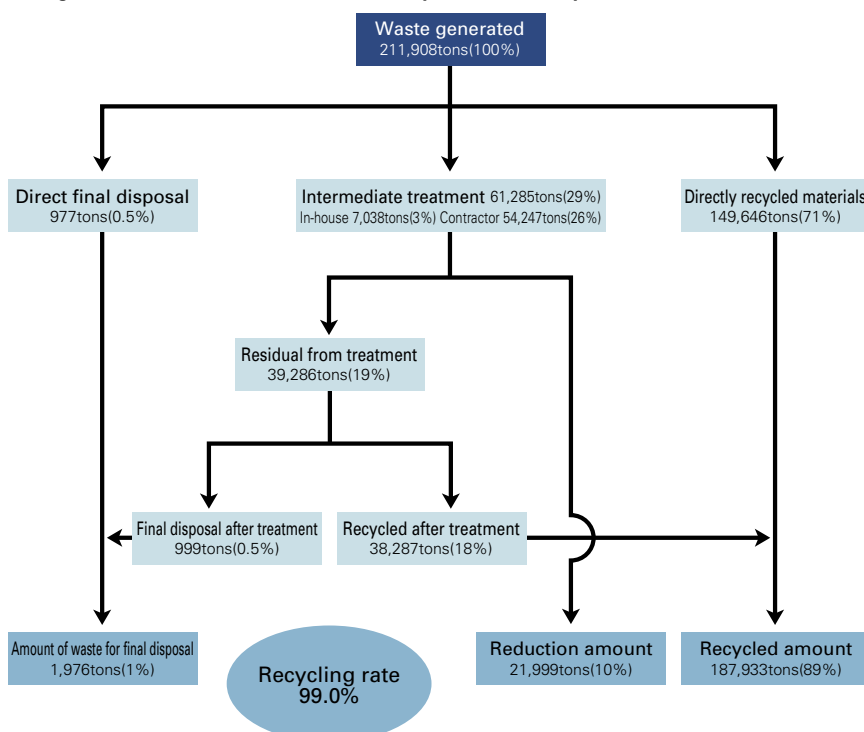 Waste generated
211,908tons(100%)
Direct final disposal
977tons(0.5%)
Intermediate treatment 61,285tons(29%)
In-house 7,038tons(3%) Contractor 54,247tons(26%)
Directly recycled materials
149,646tons(71%)
Residual from treatment
39,286tons(19%)
Final disposal after treatment
999tons(0.5%)
Recycled after treatment
38,287tons(18%)
Amount of waste for final disposal
1,976tons(1%)
Recycling rate
99.0%
Reduction amount
21,999tons(10%)
Recycled amount
187,933tons(89%)